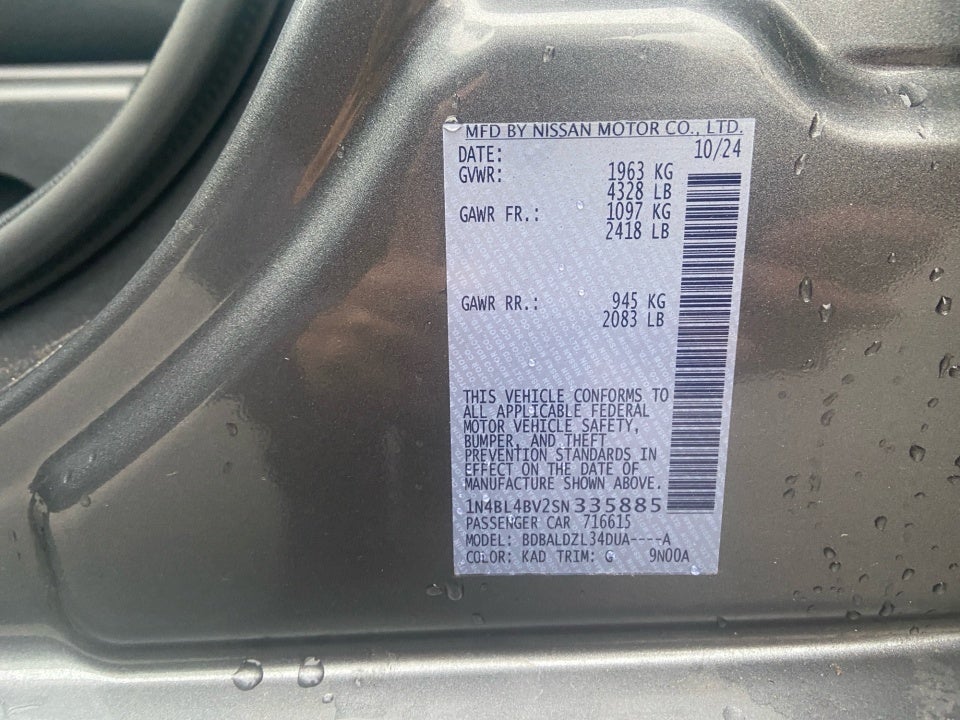 MFD BY NISSAN MOTOR CO., LTD.
DATE: 10/24
GVWR: 1963 KG
4328 LB
GAWR FR.: 1097 KG
2418 LB
GAWR RR.: 945 KG
2083 LB
THIS VEHICLE CONFORMS TO
ALL APPLICABLE FEDERAL
MOTOR VEHICLE SAFETY,
BUMPER, AND THEFT
PREVENTION STANDARDS IN
EFFECT ON THE DATE OF
MANUFACTURE SHOWN ABOVE.
1N4BL4BV2SN335885
PASSENGER CAR 716615
MODEL: BDBALDZL34DUA----A
COLOR: KAD TRIM: G 9N00A